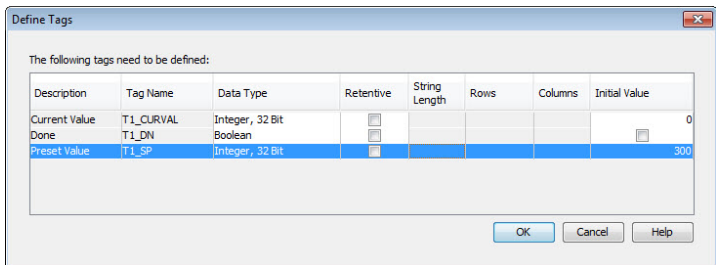 Define Tags
The following tags need to be defined:
Description Tag Name Data Type Retentive String Length Rows Columns Initial Value
Current Value T1_CURVAL Integer, 32 Bit 0
Done T1_DN Boolean
Preset Value T1_SP Integer, 32 Bit 300
OK Cancel Help